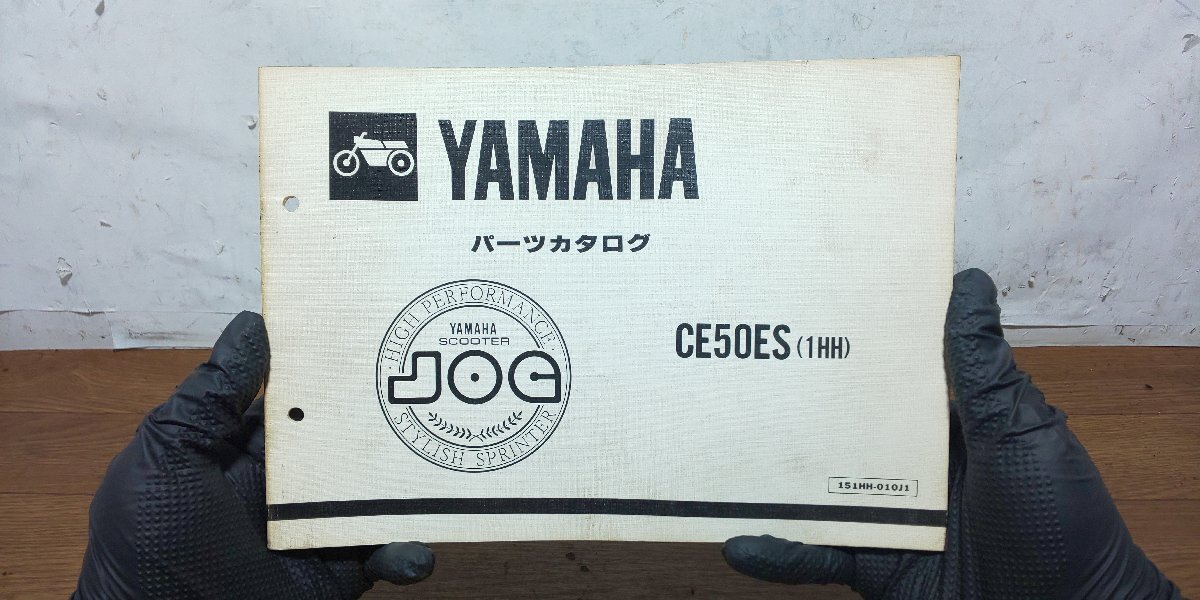 YAMAHA
パーツカタログ
· HIGH PERFORMANCE ·
YAMAHA
SCOOTER
JOG
STYLISH SPRINTER
CE50ES (1HH)
151HH-010J1